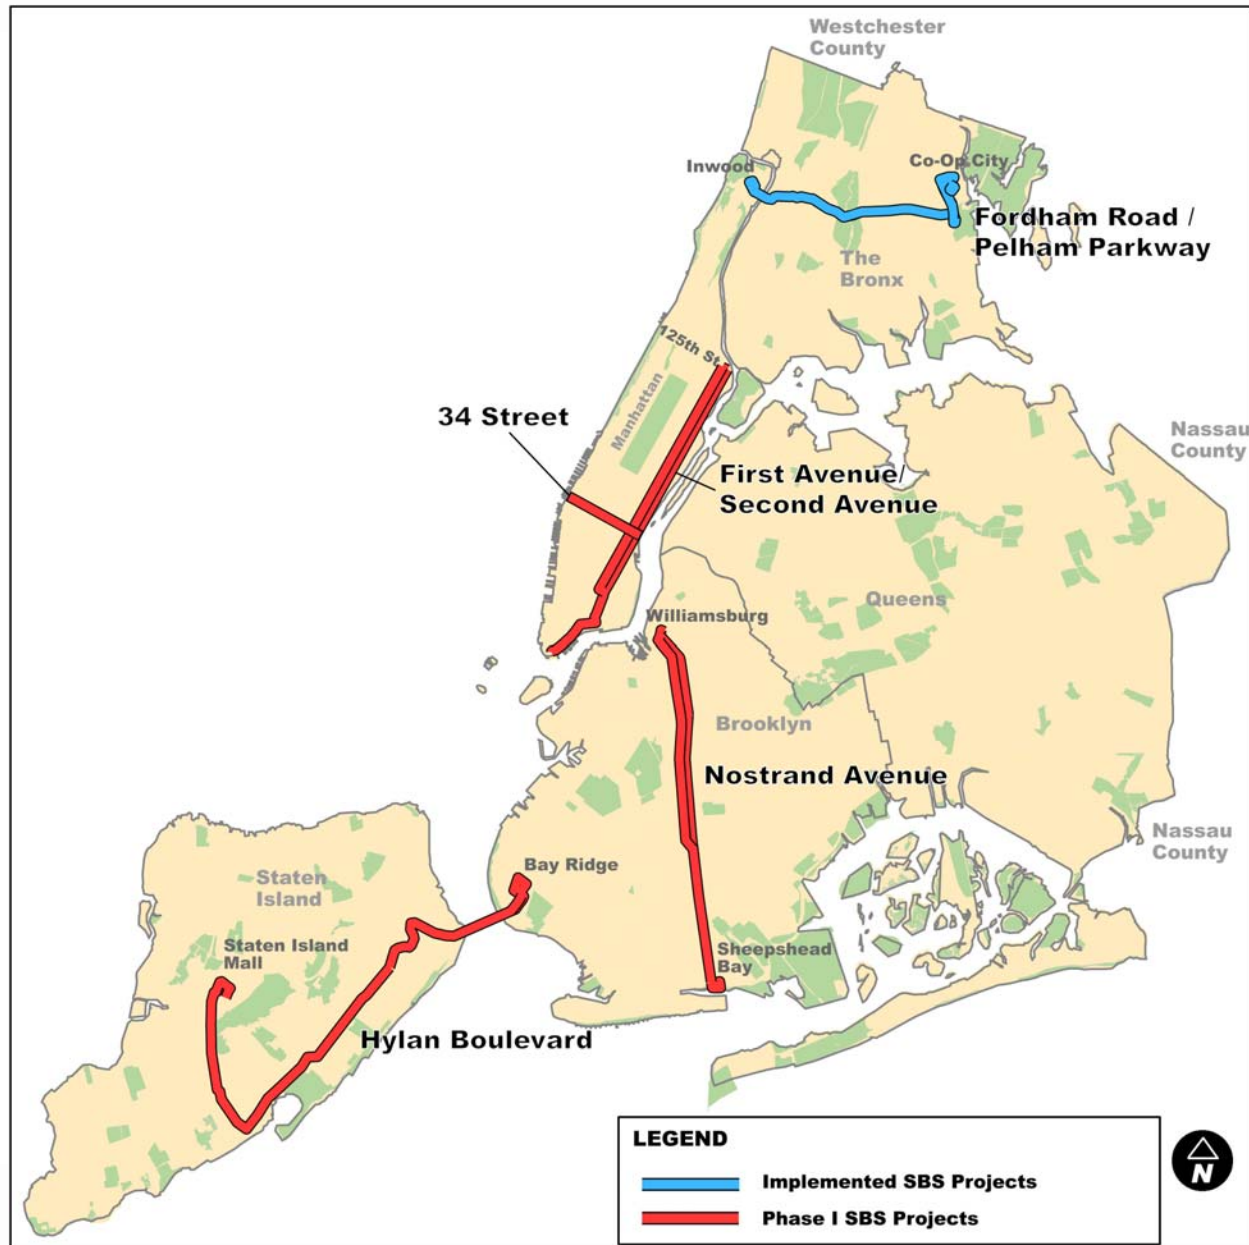 Westchester
County
Inwood
Co-Op City
Fordham Road /
Pelham Parkway
The
Bronx
125th St.
Manhattan
34 Street
Nassau
County
First Avenue/
Second Avenue
Queens
Williamsburg
Brooklyn
Nostrand Avenue
Nassau
County
Bay Ridge
Staten
Island
Staten Island
Mall
Sheepshead
Bay
Hylan Boulevard
LEGEND
Implemented SBS Projects
Phase I SBS Projects
N